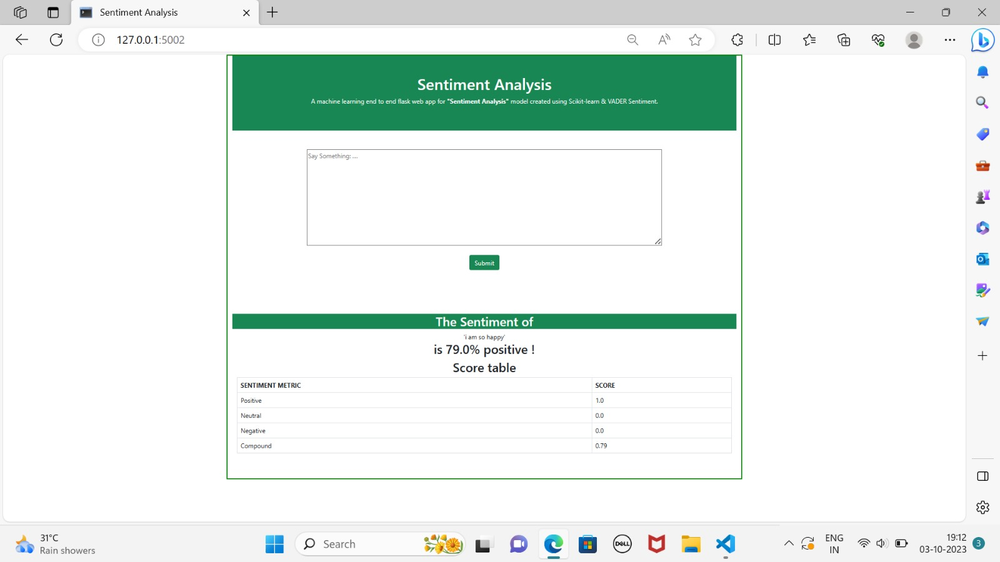 Sentiment Analysis
127.0.0.1:5002
Sentiment Analysis
A machine learning end to end flask web app for "Sentiment Analysis" model created using Scikit-learn & VADER Sentiment.
Say Something: ....
Submit
The Sentiment of
'i am so happy'
is 79.0% positive !
Score table
SENTIMENT METRIC SCORE
Positive 1.0
Neutral 0.0
Negative 0.0
Compound 0.79
31°C
Rain showers
Search
DELL
ENG
IN
19:12
03-10-2023
3